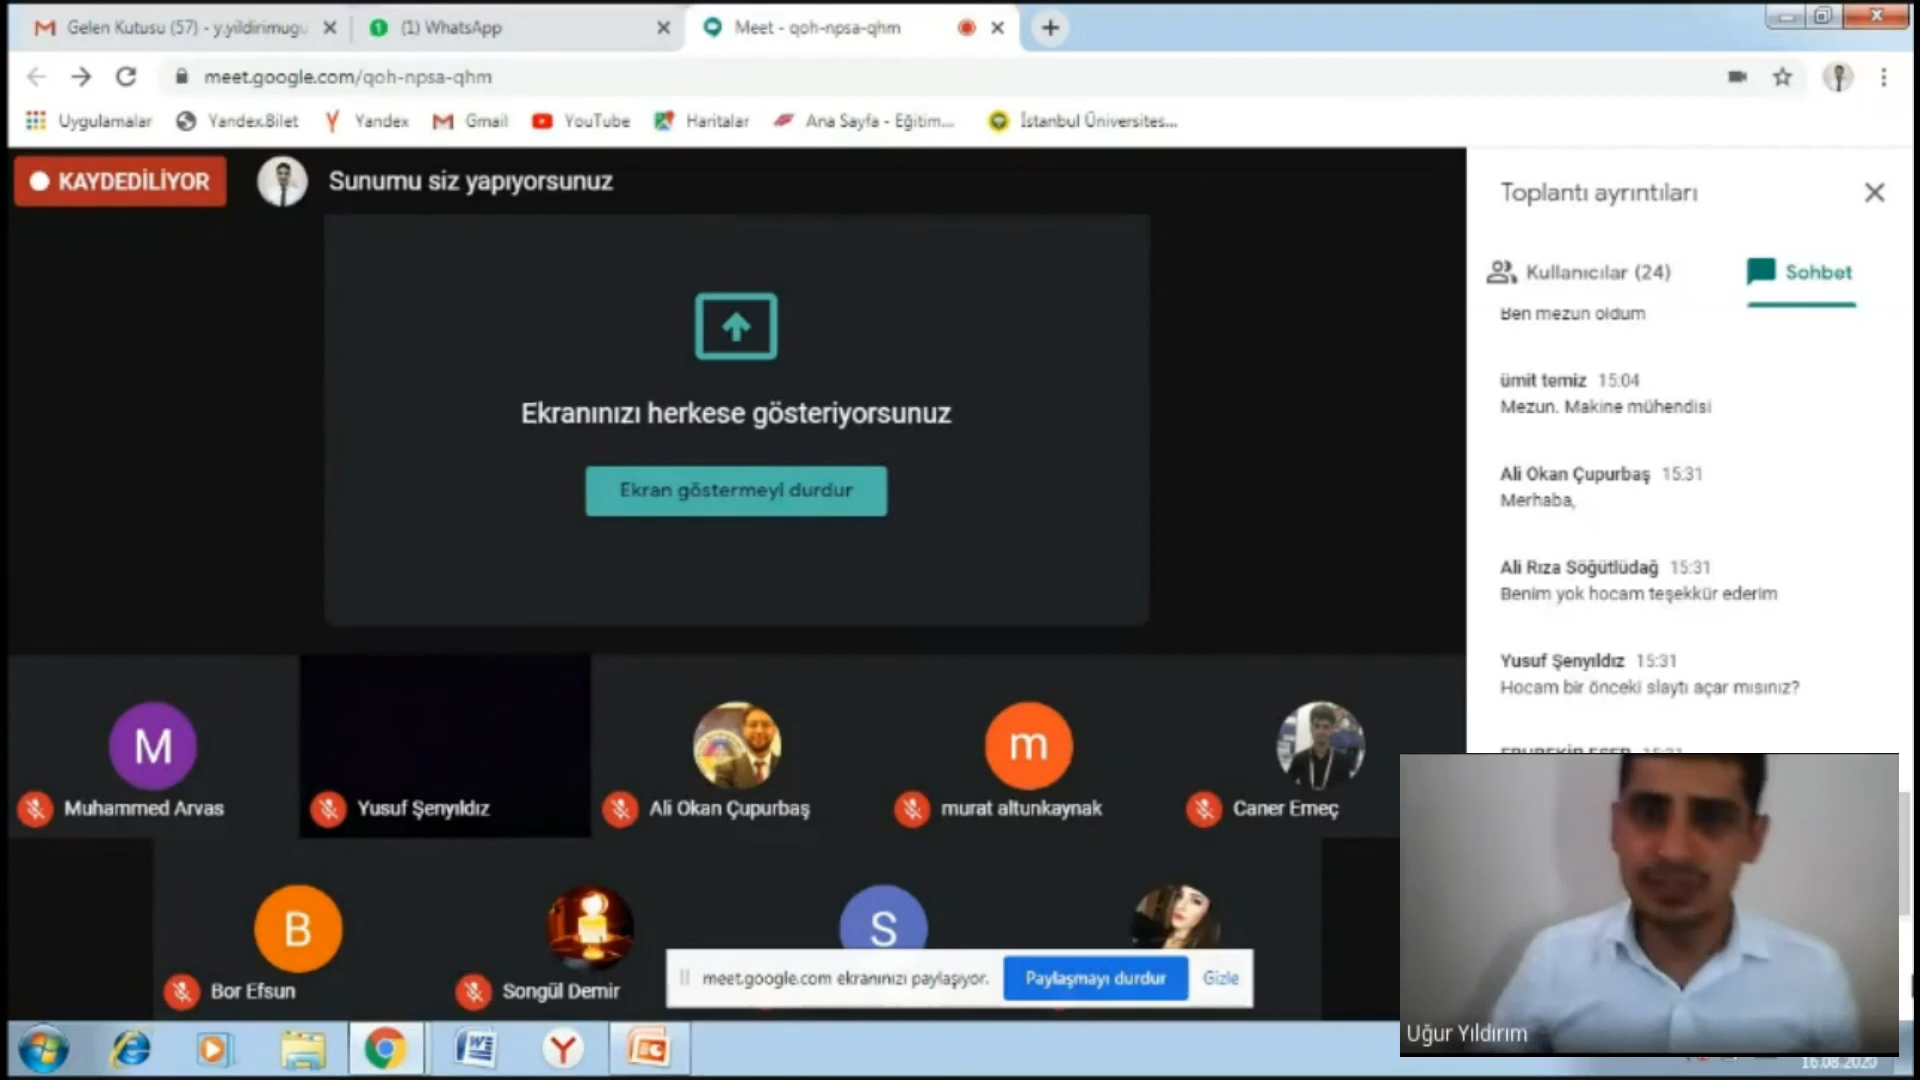 Gelen Kutusu (57) - y.yildirimugu
(1) WhatsApp
Meet - qoh-npsa-qhm
meet.google.com/qoh-npsa-qhm
Uygulamalar
Yandex.Bilet
Yandex
Gmail
YouTube
Haritalar
Ana Sayfa - Eğitim...
İstanbul Üniversites...
KAYDEDİLİYOR
Sunumu siz yapıyorsunuz
Ekranınızı herkese gösteriyorsunuz
Ekran göstermeyi durdur
Toplantı ayrıntıları
Kullanıcılar (24)
Sohbet
Ben mezun oldum
ümit temiz 15:04
Mezun. Makine mühendisi
Ali Okan Çupurbaş 15:31
Merhaba,
Ali Rıza Söğütlüdağ 15:31
Benim yok hocam teşekkür ederim
Yusuf Şenyıldız 15:31
Hocam bir önceki slaytı açar mısınız?
M
Muhammed Arvas
Yusuf Şenyıldız
Ali Okan Çupurbaş
m
murat altunkaynak
Caner Emeç
B
Bor Efsun
Songül Demir
S
meet.google.com ekranınızı paylaşıyor.
Paylaşmayı durdur
Gizle
Uğur Yıldırım
16.08.2020